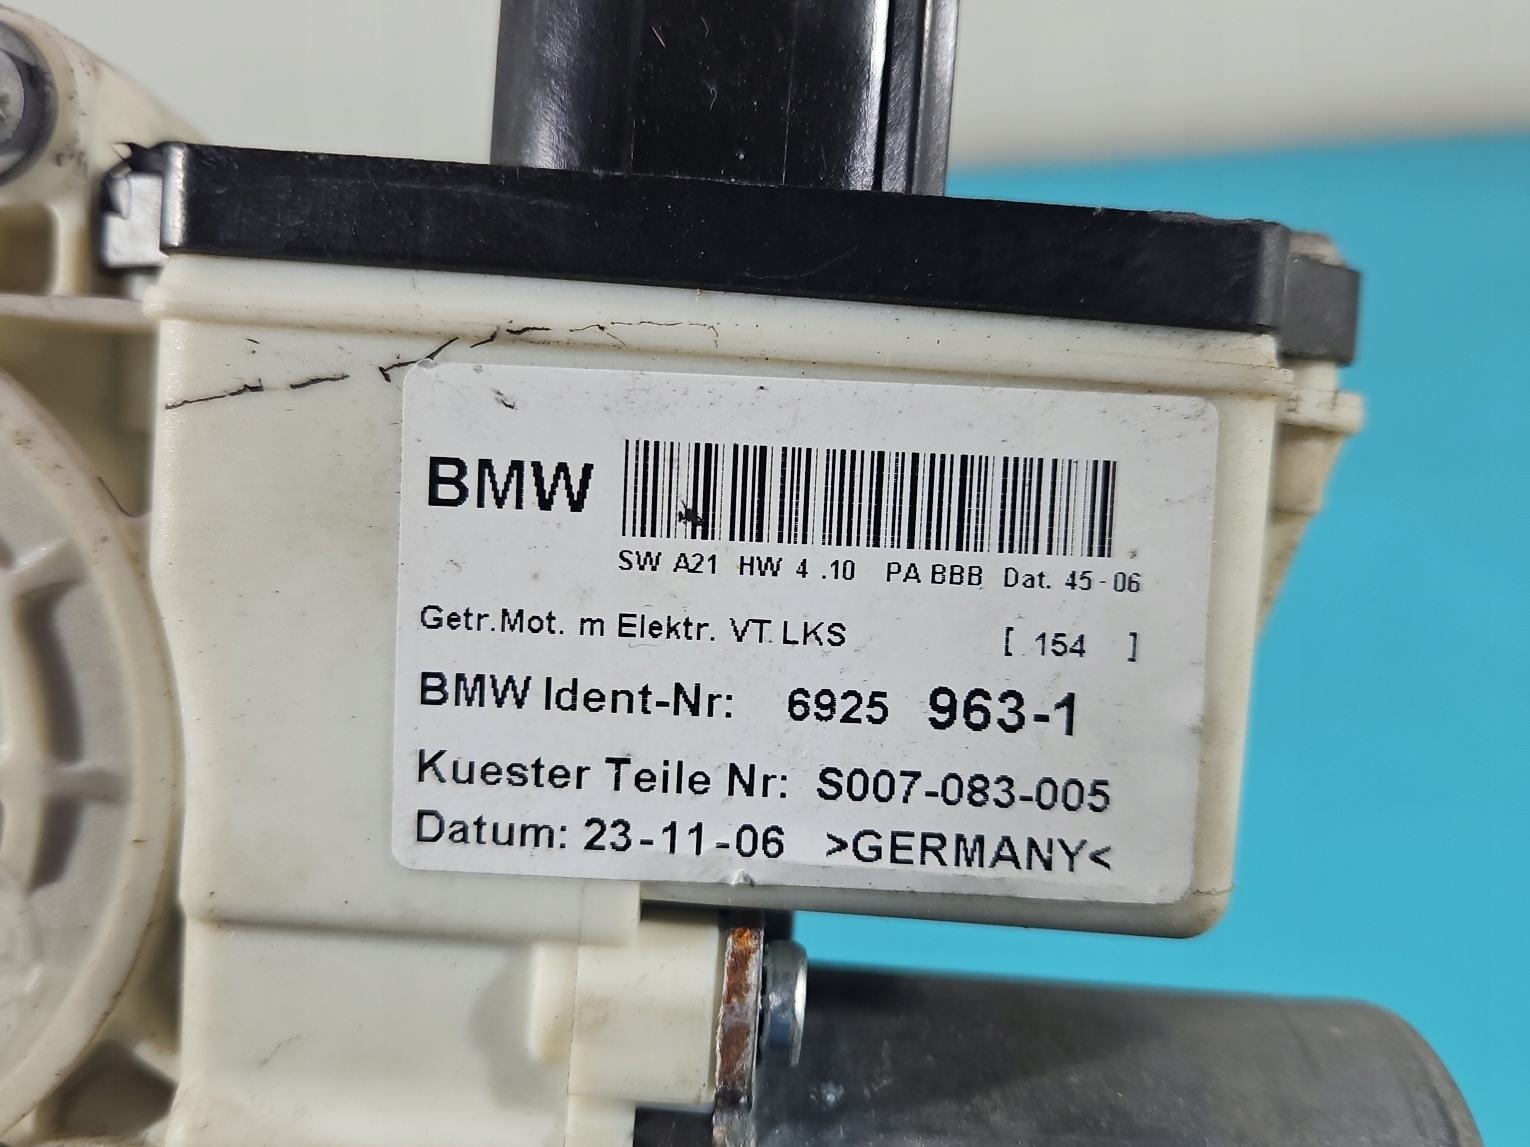 BMW
SW A21 HW 4 .10 PA BBB Dat. 45-06
Getr.Mot. m Elektr. VT LKS [ 154 ]
BMW Ident-Nr: 6925 963-1
Kuester Teile Nr: S007-083-005
Datum: 23-11-06 >GERMANY<